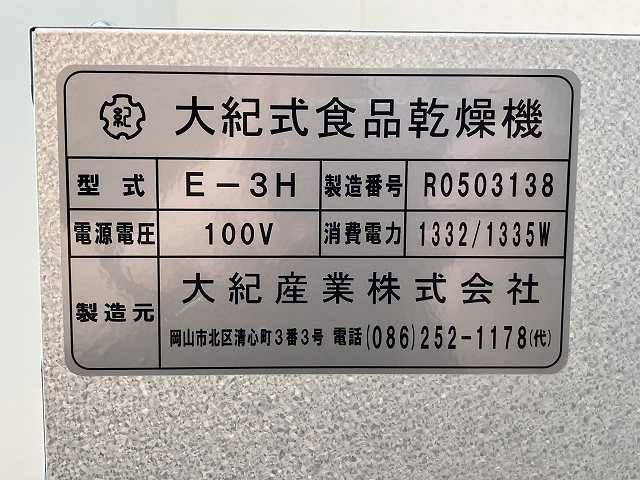 紀 大紀式食品乾燥機
型式 E-3H 製造番号 R0503138
電源電圧 100V 消費電力 1332/1335W
製造元 大紀産業株式会社
岡山市北区清心町3番3号 電話(086)252-1178(代)